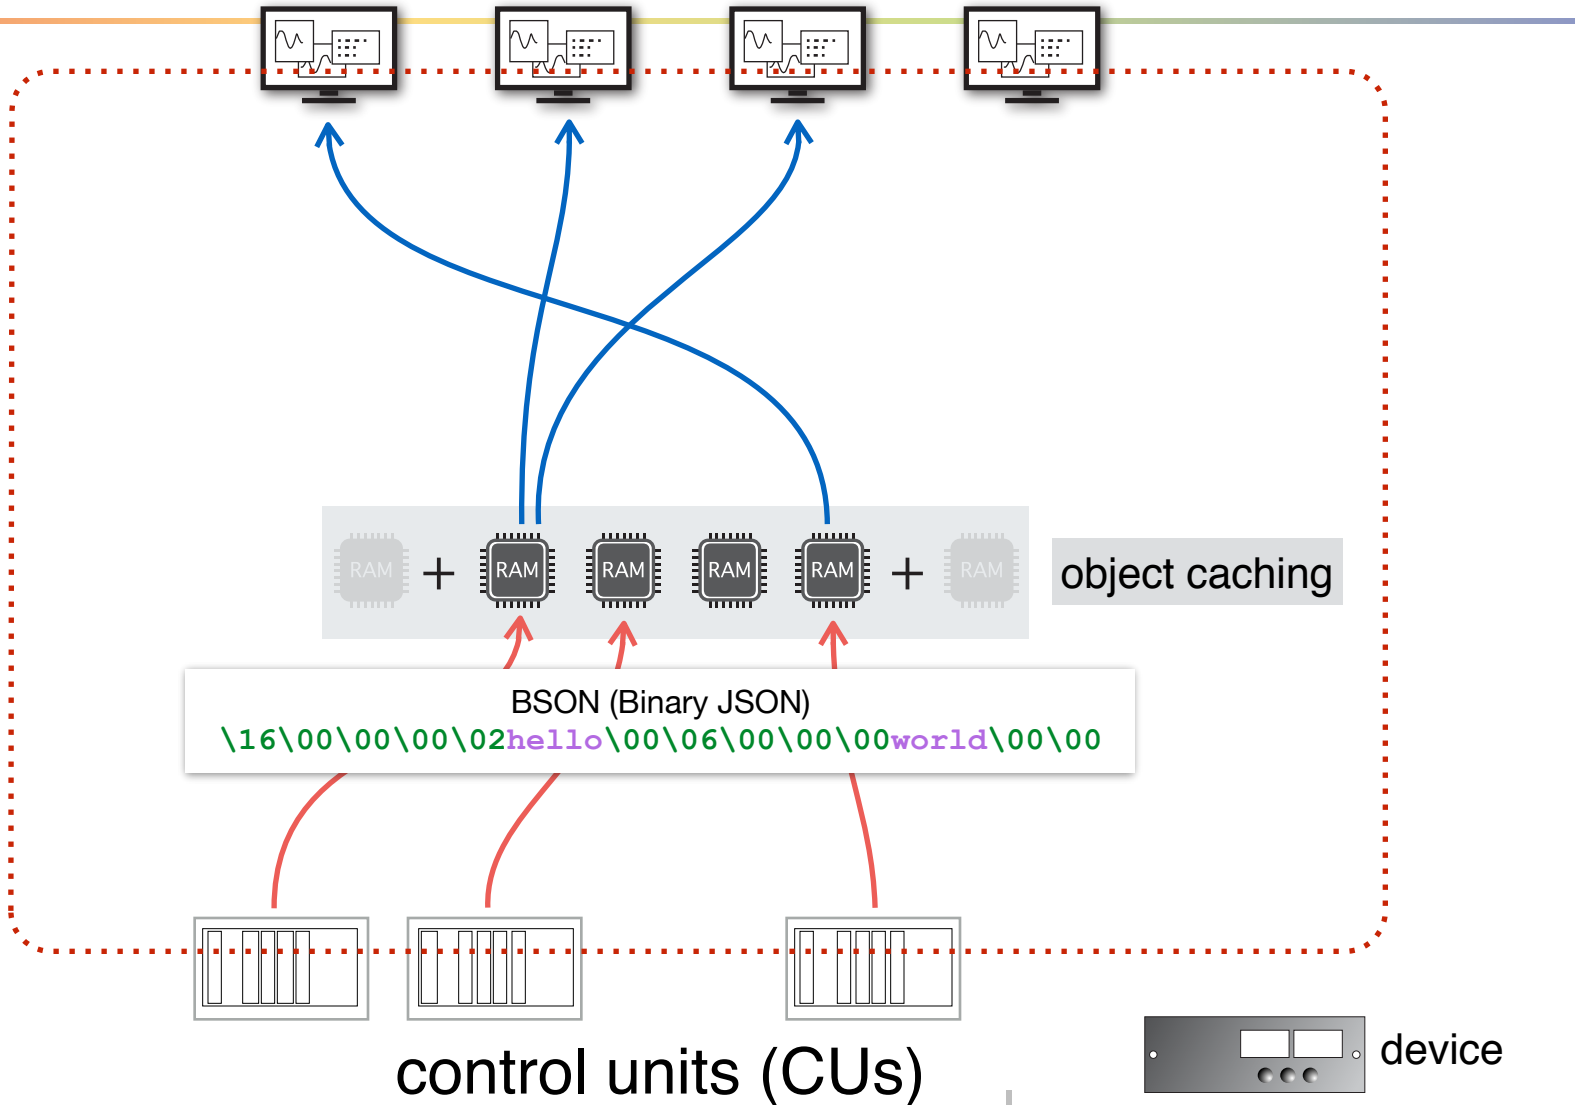 RAM + RAM RAM RAM RAM + RAM
object caching
BSON (Binary JSON)
\16\00\00\00\02hello\00\06\00\00\00world\00\00
control units (CUs)
device